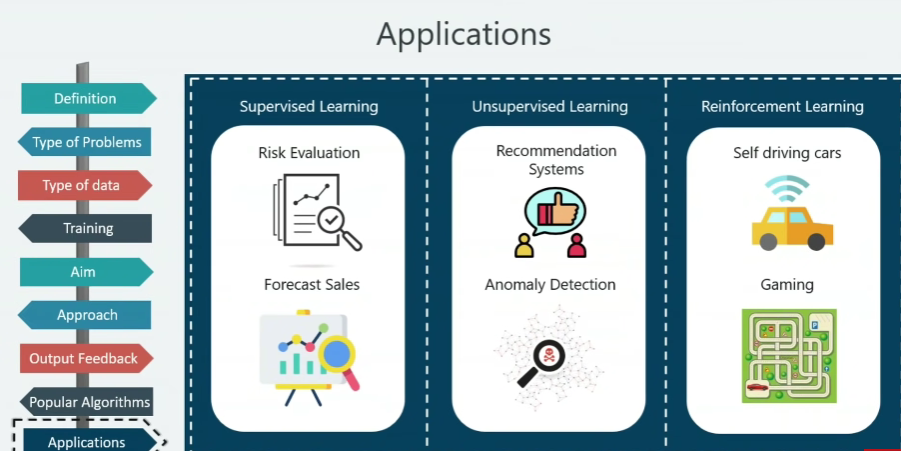 Applications
Definition
Type of Problems
Type of data
Training
Aim
Approach
Output Feedback
Popular Algorithms
Applications
Supervised Learning
Risk Evaluation
Forecast Sales
Unsupervised Learning
Recommendation
Systems
Anomaly Detection
Reinforcement Learning
Self driving cars
Gaming
P